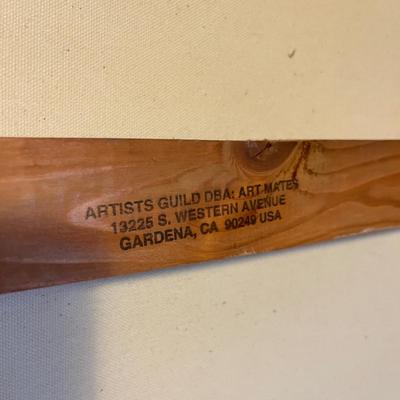 ARTISTS GUILD DBA: ART MATES
13225 S. WESTERN AVENUE
GARDENA, CA 90249 USA